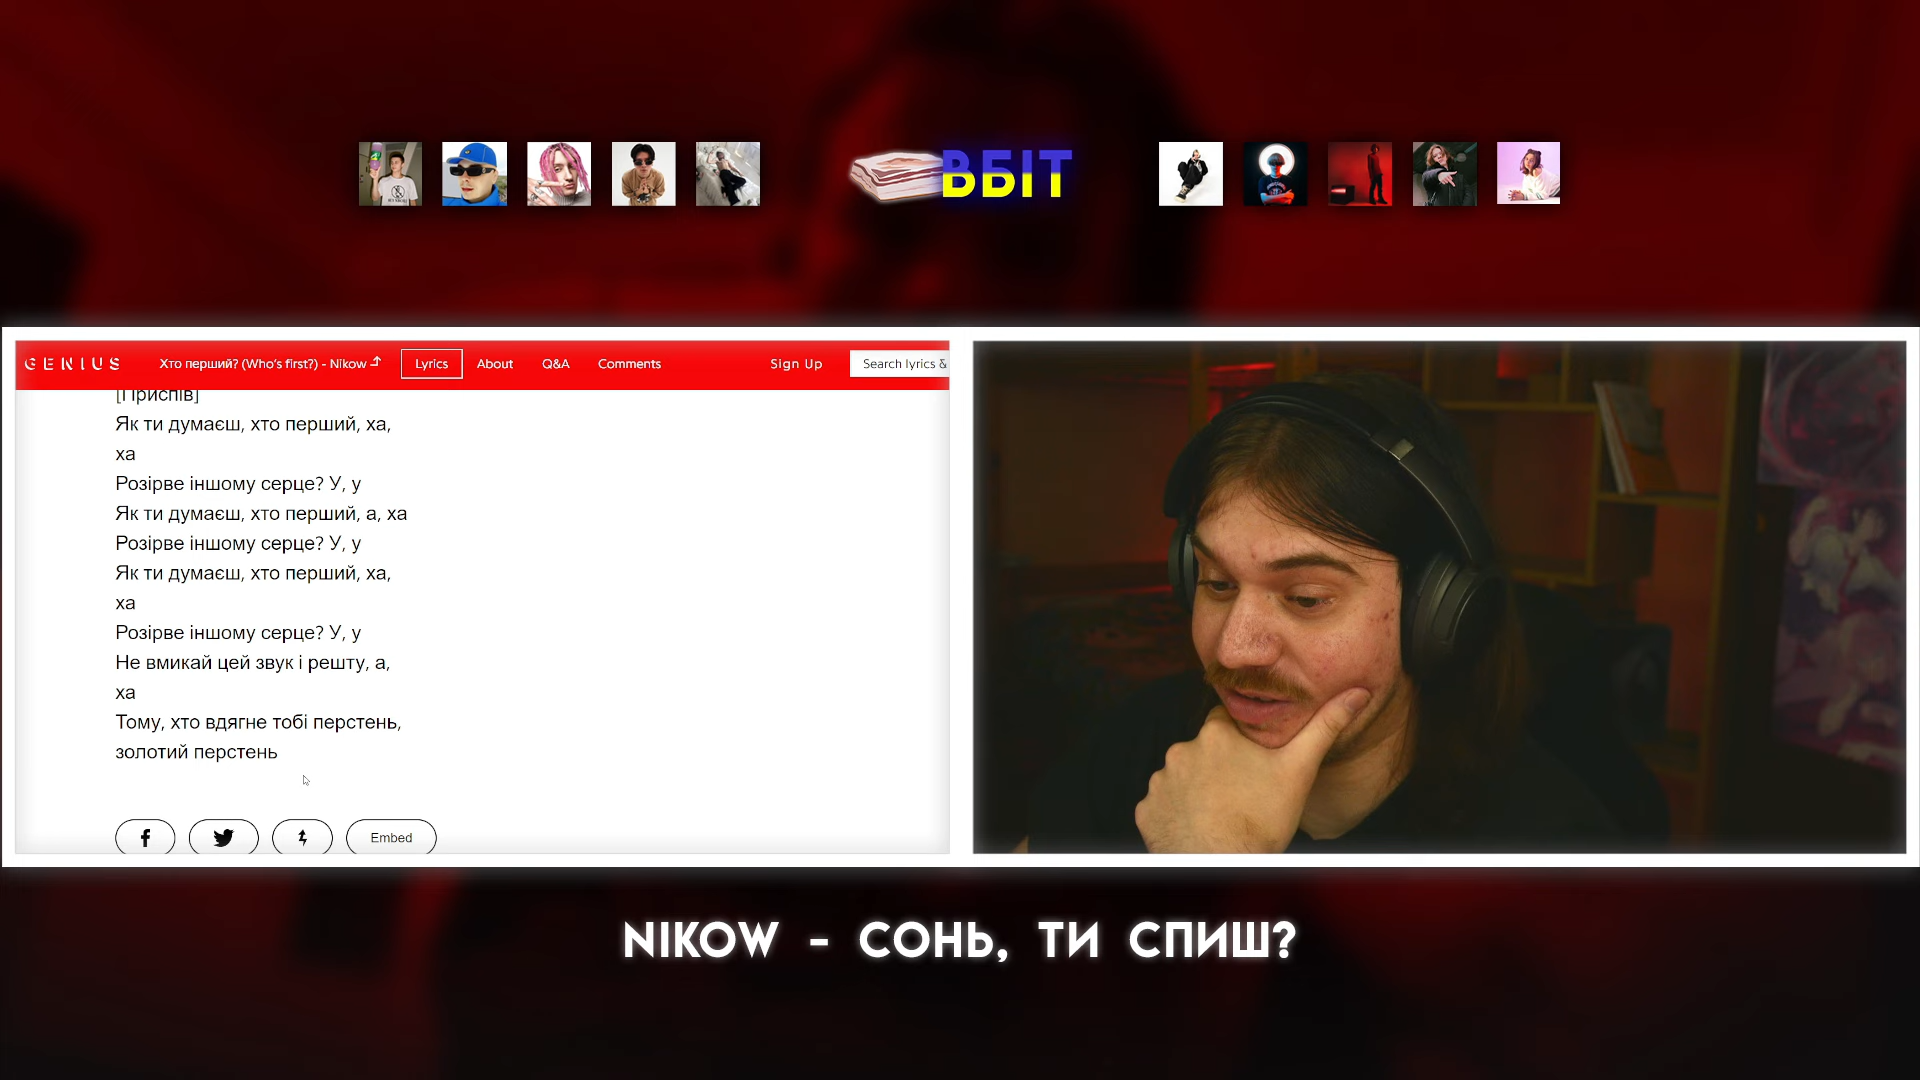 ВБІТ
GENIUS
Хто перший? (Who's first?) - Nikow
Lyrics
About
Q&A
Comments
Sign Up
Search lyrics &
[Приспів]
Як ти думаєш, хто перший, ха,
ха
Розірве іншому серце? У, у
Як ти думаєш, хто перший, а, ха
Розірве іншому серце? У, у
Як ти думаєш, хто перший, ха,
ха
Розірве іншому серце? У, у
Не вмикай цей звук і решту, а,
ха
Тому, хто вдягне тобі перстень,
золотий перстень
Embed
NIKOW - СОНЬ, ТИ СПИШ?